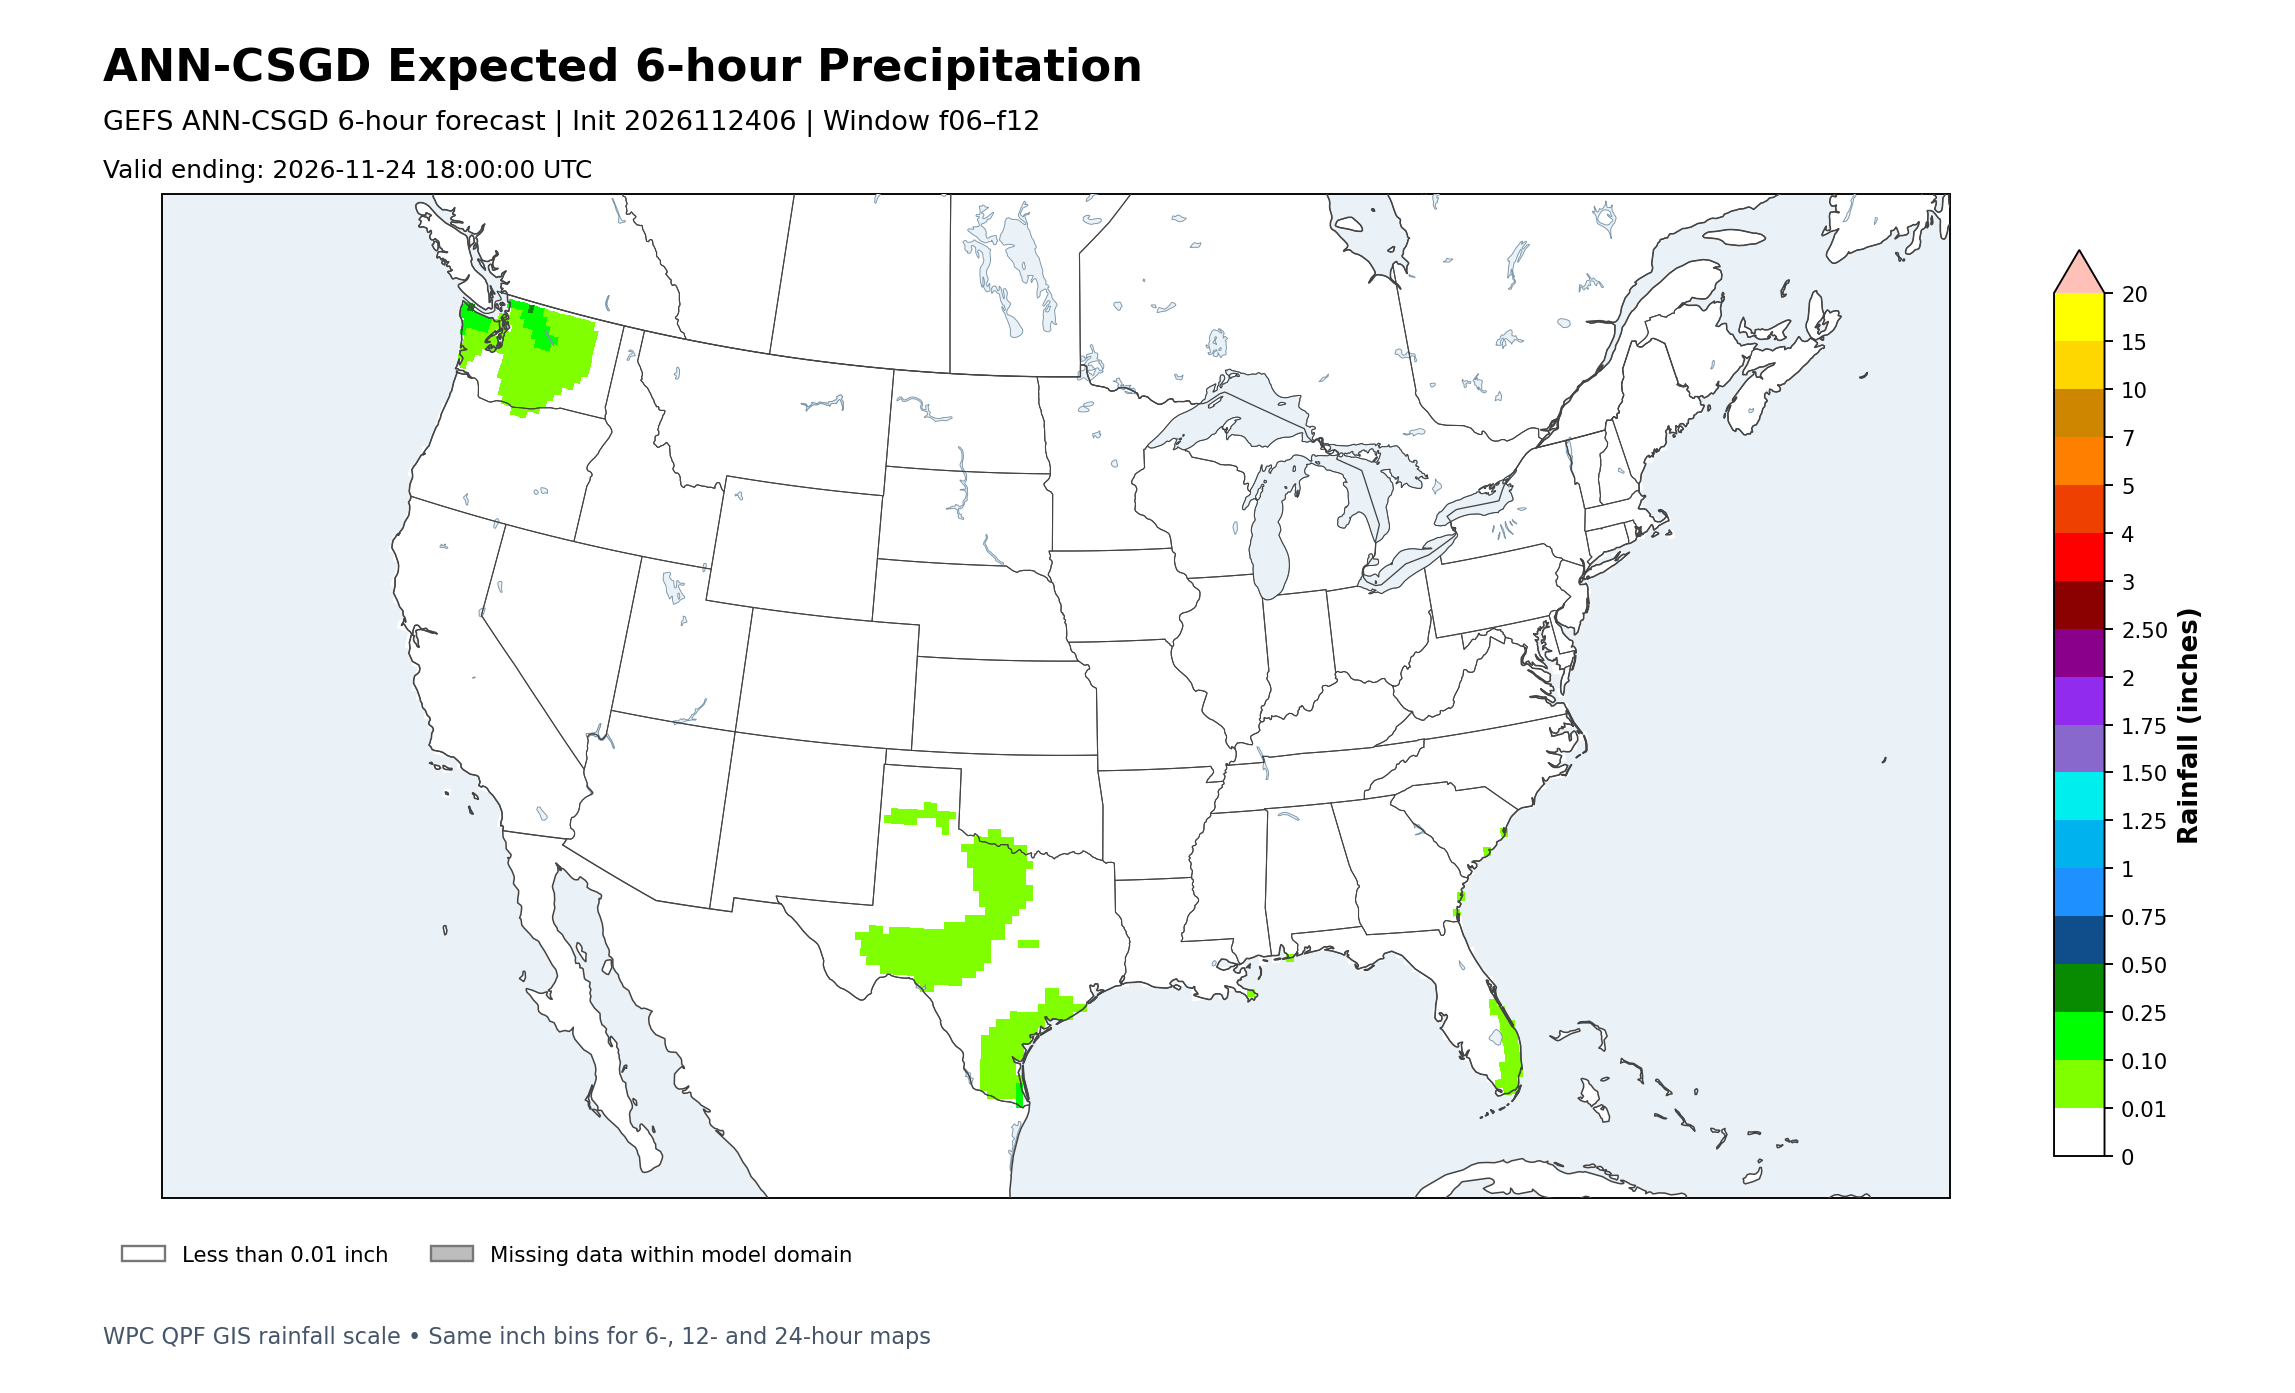 ANN-CSGD Expected 6-hour Precipitation
GEFS ANN-CSGD 6-hour forecast | Init 2026112406 | Window f06–f12
Valid ending: 2026-11-24 18:00:00 UTC
20
15
10
7
5
4
3
2.50
2
1.75
1.50
1.25
1
0.75
0.50
0.25
0.10
0.01
0
Rainfall (inches)
Less than 0.01 inch
Missing data within model domain
WPC QPF GIS rainfall scale • Same inch bins for 6-, 12- and 24-hour maps